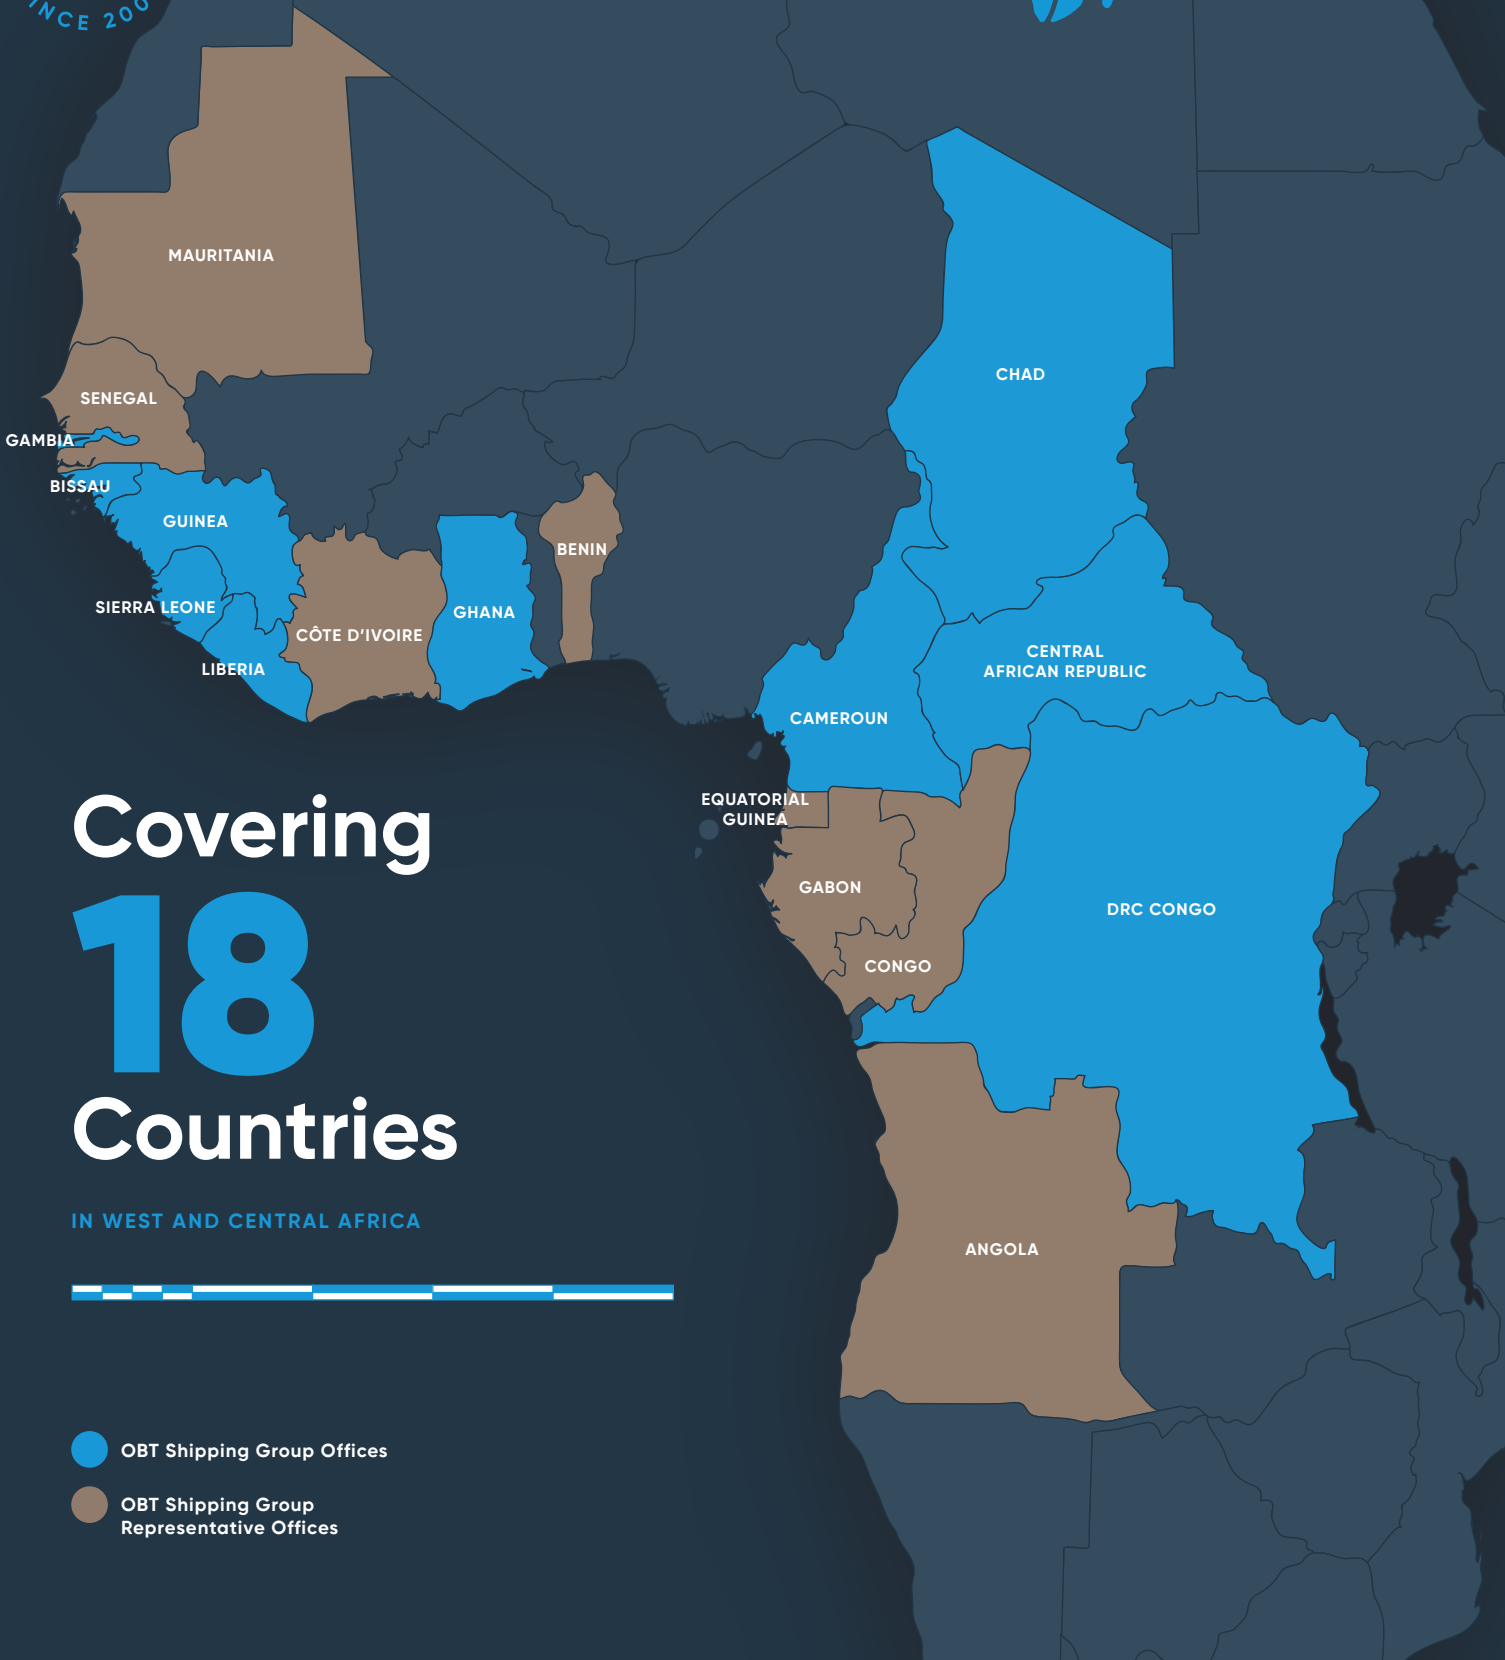 INCE 200
MAURITANIA
CHAD
SENEGAL
GAMBIA
BISSAU
GUINEA
BENIN
SIERRA LEONE
GHANA
CÔTE D'IVOIRE
LIBERIA
CENTRAL
AFRICAN REPUBLIC
CAMEROUN
EQUATORIAL
GUINEA
GABON
DRC CONGO
CONGO
ANGOLA
Covering
18
Countries
IN WEST AND CENTRAL AFRICA
OBT Shipping Group Offices
OBT Shipping Group
Representative Offices